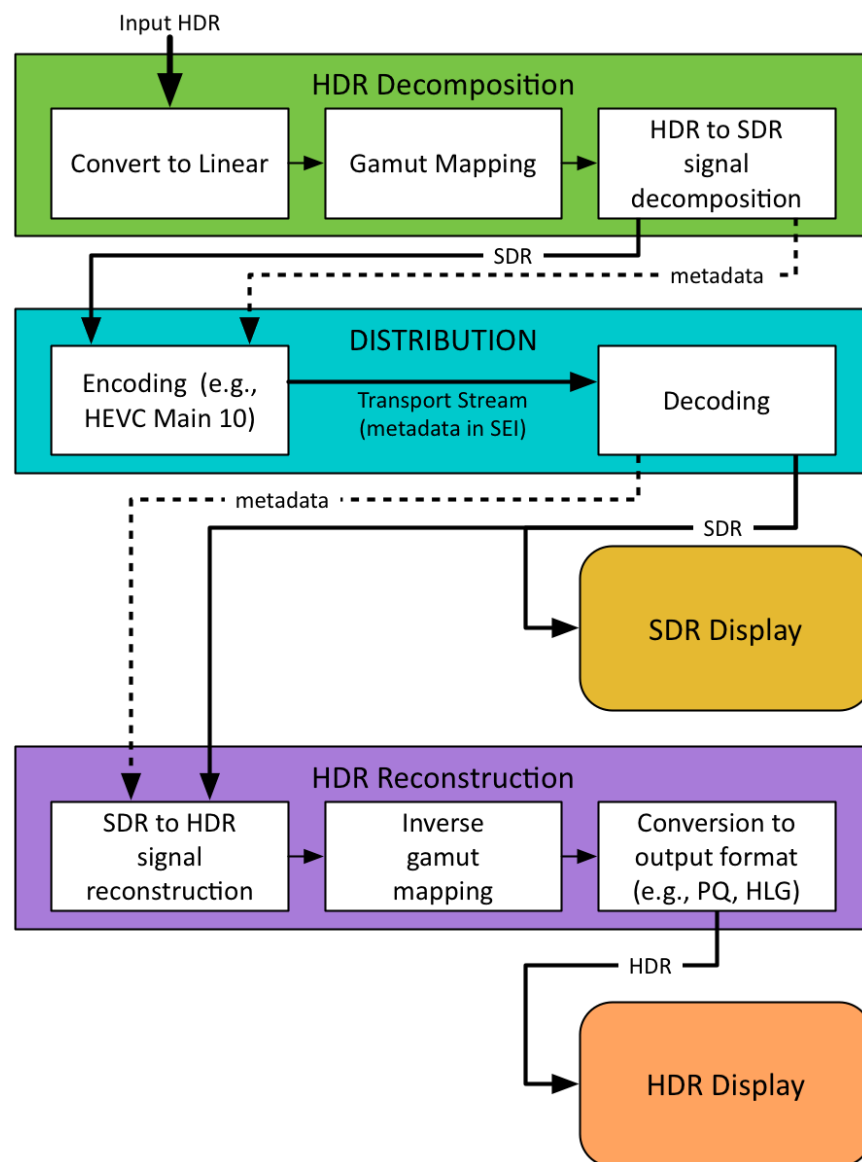 Input HDR
HDR Decomposition
Convert to Linear
Gamut Mapping
HDR to SDR
signal
decomposition
SDR
metadata
DISTRIBUTION
Encoding (e.g.,
HEVC Main 10)
Transport Stream
(metadata in SEI)
Decoding
metadata
SDR
SDR Display
HDR Reconstruction
SDR to HDR
signal
reconstruction
Inverse
gamut
mapping
Conversion to
output format
(e.g., PQ, HLG)
HDR
HDR Display